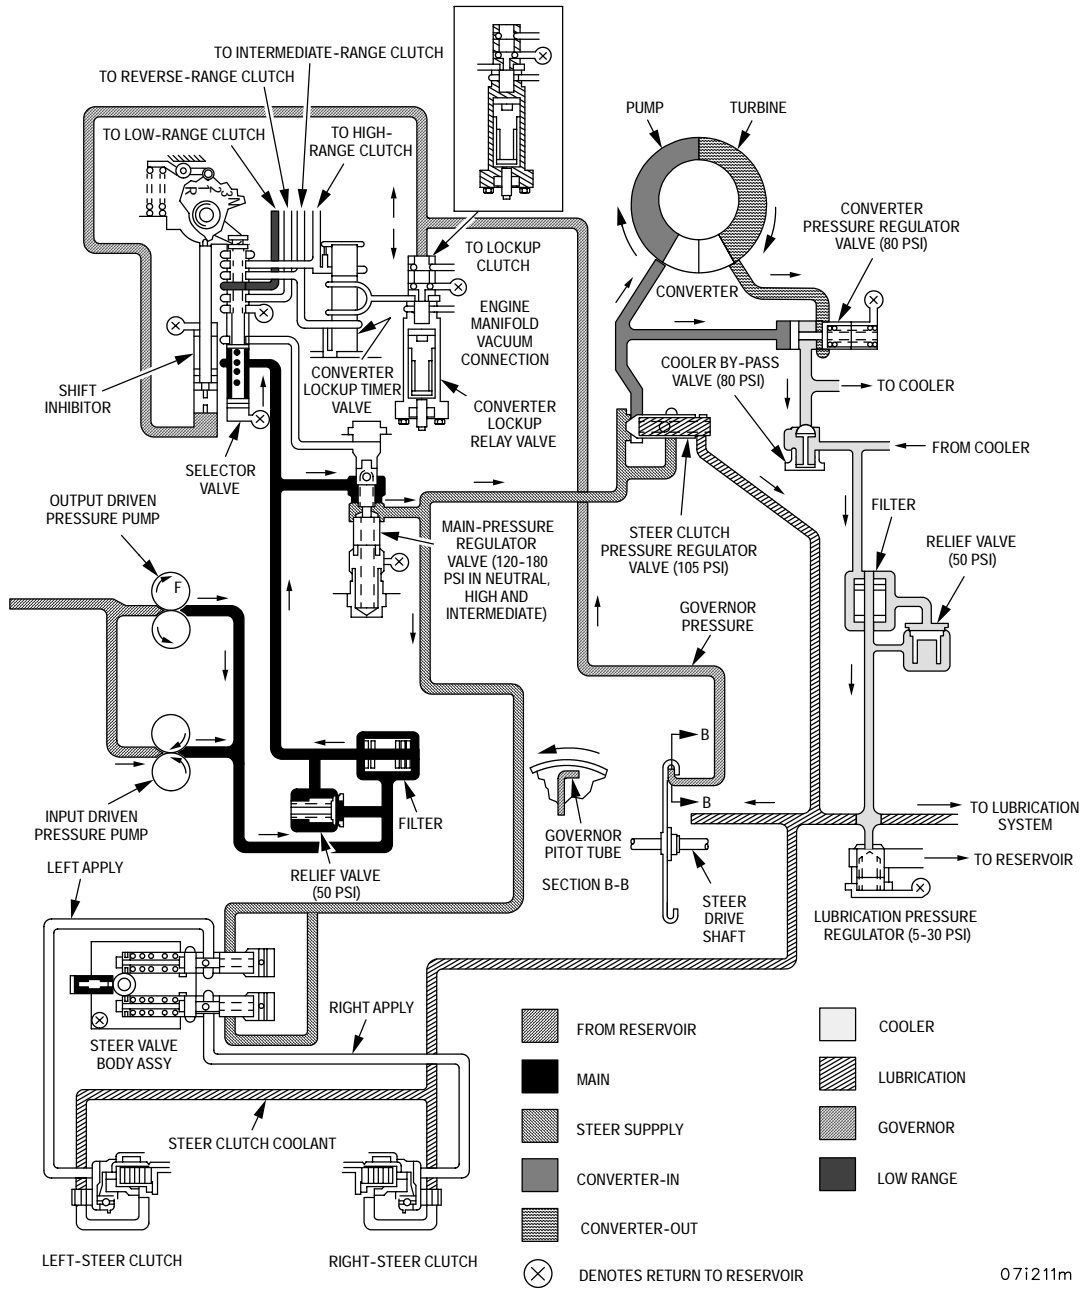 TO INTERMEDIATE-RANGE CLUTCH
TO REVERSE-RANGE CLUTCH
TO LOW-RANGE CLUTCH
TO HIGH-
RANGE CLUTCH
R 1 2 3 N
TO LOCKUP
CLUTCH
ENGINE
MANIFOLD
VACUUM
CONNECTION
PUMP
TURBINE
CONVERTER
PRESSURE REGULATOR
VALVE (80 PSI)
CONVERTER
COOLER BY-PASS
VALVE (80 PSI)
TO COOLER
FROM COOLER
SHIFT
INHIBITOR
CONVERTER
LOCKUP TIMER
VALVE
CONVERTER
LOCKUP
RELAY VALVE
SELECTOR
VALVE
OUTPUT DRIVEN
PRESSURE PUMP
F
MAIN-PRESSURE
REGULATOR
VALVE (120-180
PSI IN NEUTRAL,
HIGH AND
INTERMEDIATE)
STEER CLUTCH
PRESSURE REGULATOR
VALVE (105 PSI)
FILTER
RELIEF VALVE
(50 PSI)
GOVERNOR
PRESSURE
B
B
INPUT DRIVEN
PRESSURE PUMP
FILTER
RELIEF VALVE
(50 PSI)
GOVERNOR
PITOT TUBE
SECTION B-B
STEER
DRIVE
SHAFT
TO LUBRICATION
SYSTEM
TO RESERVOIR
LUBRICATION PRESSURE
REGULATOR (5-30 PSI)
LEFT APPLY
RIGHT APPLY
STEER VALVE
BODY ASSY
STEER CLUTCH COOLANT
LEFT-STEER CLUTCH
RIGHT-STEER CLUTCH
FROM RESERVOIR
MAIN
STEER SUPPPLY
CONVERTER-IN
CONVERTER-OUT
DENOTES RETURN TO RESERVOIR
COOLER
LUBRICATION
GOVERNOR
LOW RANGE
07i211m